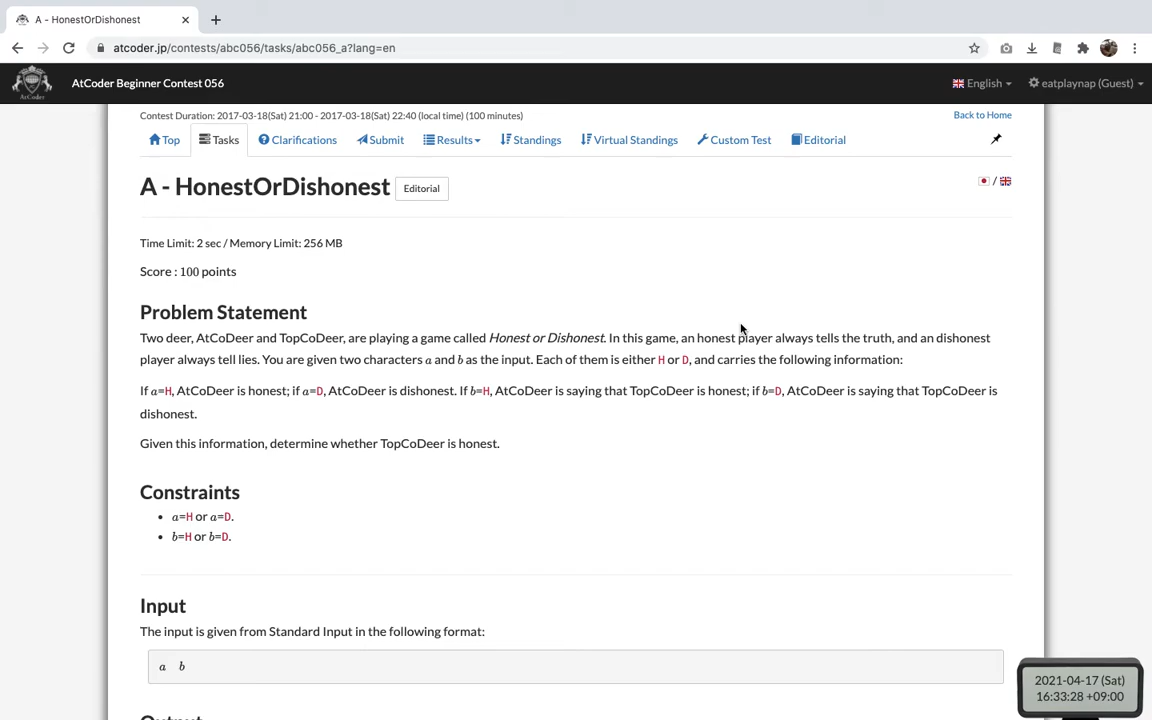 A - HonestOrDishonest
atcoder.jp/contests/abc056/tasks/abc056_a?lang=en
AtCoder Beginner Contest 056
English
eatplaynap (Guest)
Contest Duration: 2017-03-18(Sat) 21:00 - 2017-03-18(Sat) 22:40 (local time) (100 minutes)
Back to Home
Top
Tasks
Clarifications
Submit
Results
Standings
Virtual Standings
Custom Test
Editorial
A - HonestOrDishonest
Editorial
/
Time Limit: 2 sec / Memory Limit: 256 MB
Score : 100 points
Problem Statement
Two deer, AtCoDeer and TopCoDeer, are playing a game called Honest or Dishonest. In this game, an honest player always tells the truth, and an dishonest
player always tell lies. You are given two characters a and b as the input. Each of them is either H or D, and carries the following information:
If a=H, AtCoDeer is honest; if a=D, AtCoDeer is dishonest. If b=H, AtCoDeer is saying that TopCoDeer is honest; if b=D, AtCoDeer is saying that TopCoDeer is
dishonest.
Given this information, determine whether TopCoDeer is honest.
Constraints
• a=H or a=D.
• b=H or b=D.
Input
The input is given from Standard Input in the following format:
a b
Output
2021-04-17 (Sat)
16:33:28 +09:00